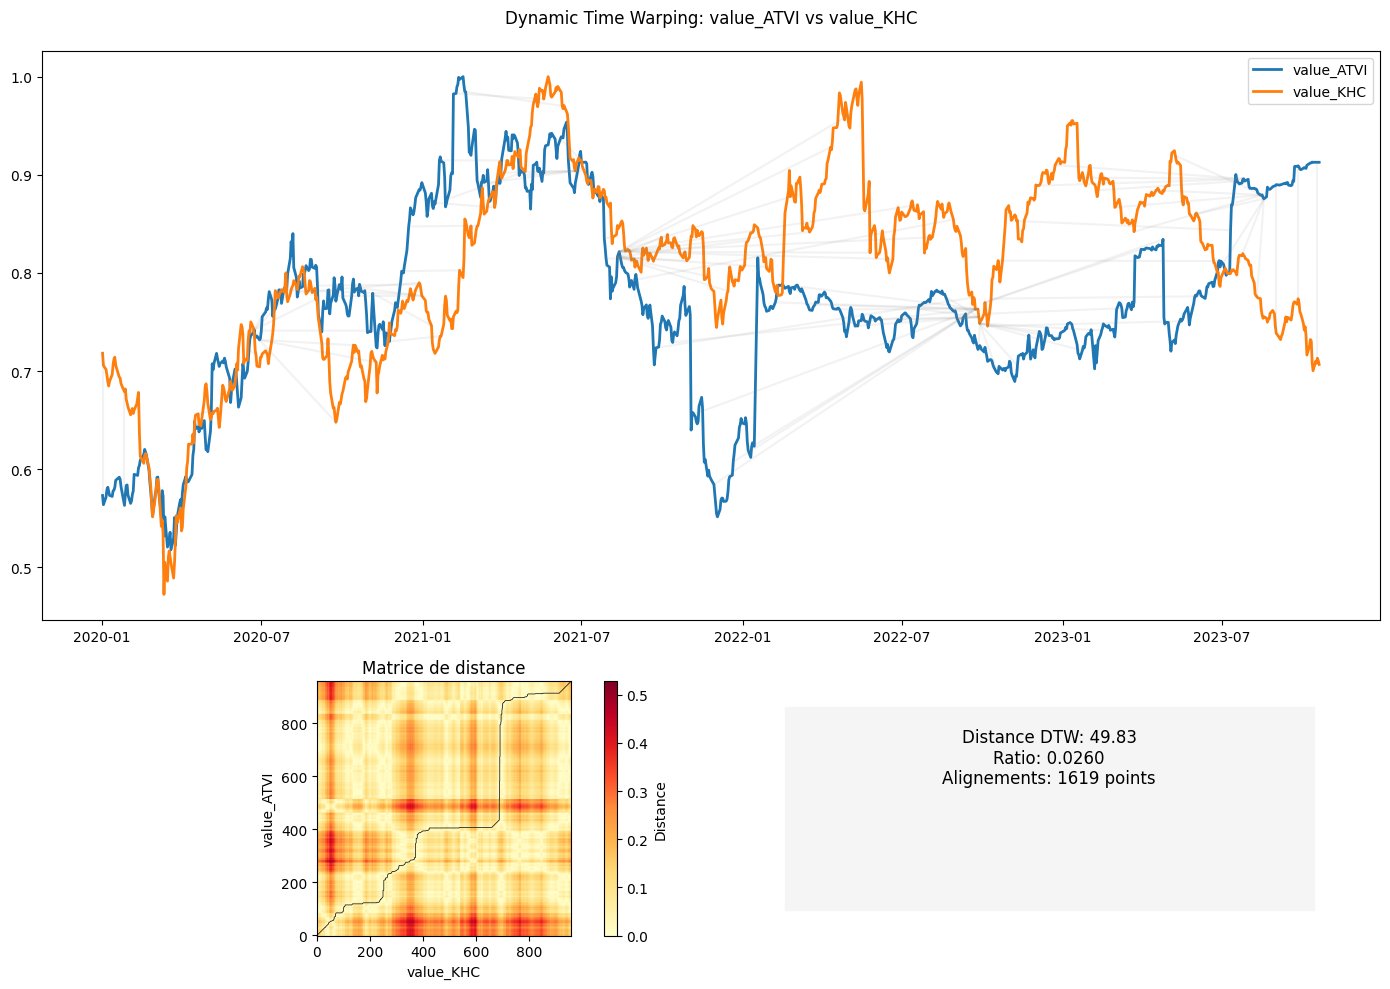 Dynamic Time Warping: value_ATVI vs value_KHC
value_ATVI
value_KHC
1.0
0.9
0.8
0.7
0.6
0.5
2020-01 2020-07 2021-01 2021-07 2022-01 2022-07 2023-01 2023-07
Matrice de distance
value_ATVI
800
600
400
200
0
0 200 400 600 800
value_KHC
0.5
0.4
0.3
0.2
0.1
0.0
Distance
Distance DTW: 49.83
Ratio: 0.0260
Alignements: 1619 points